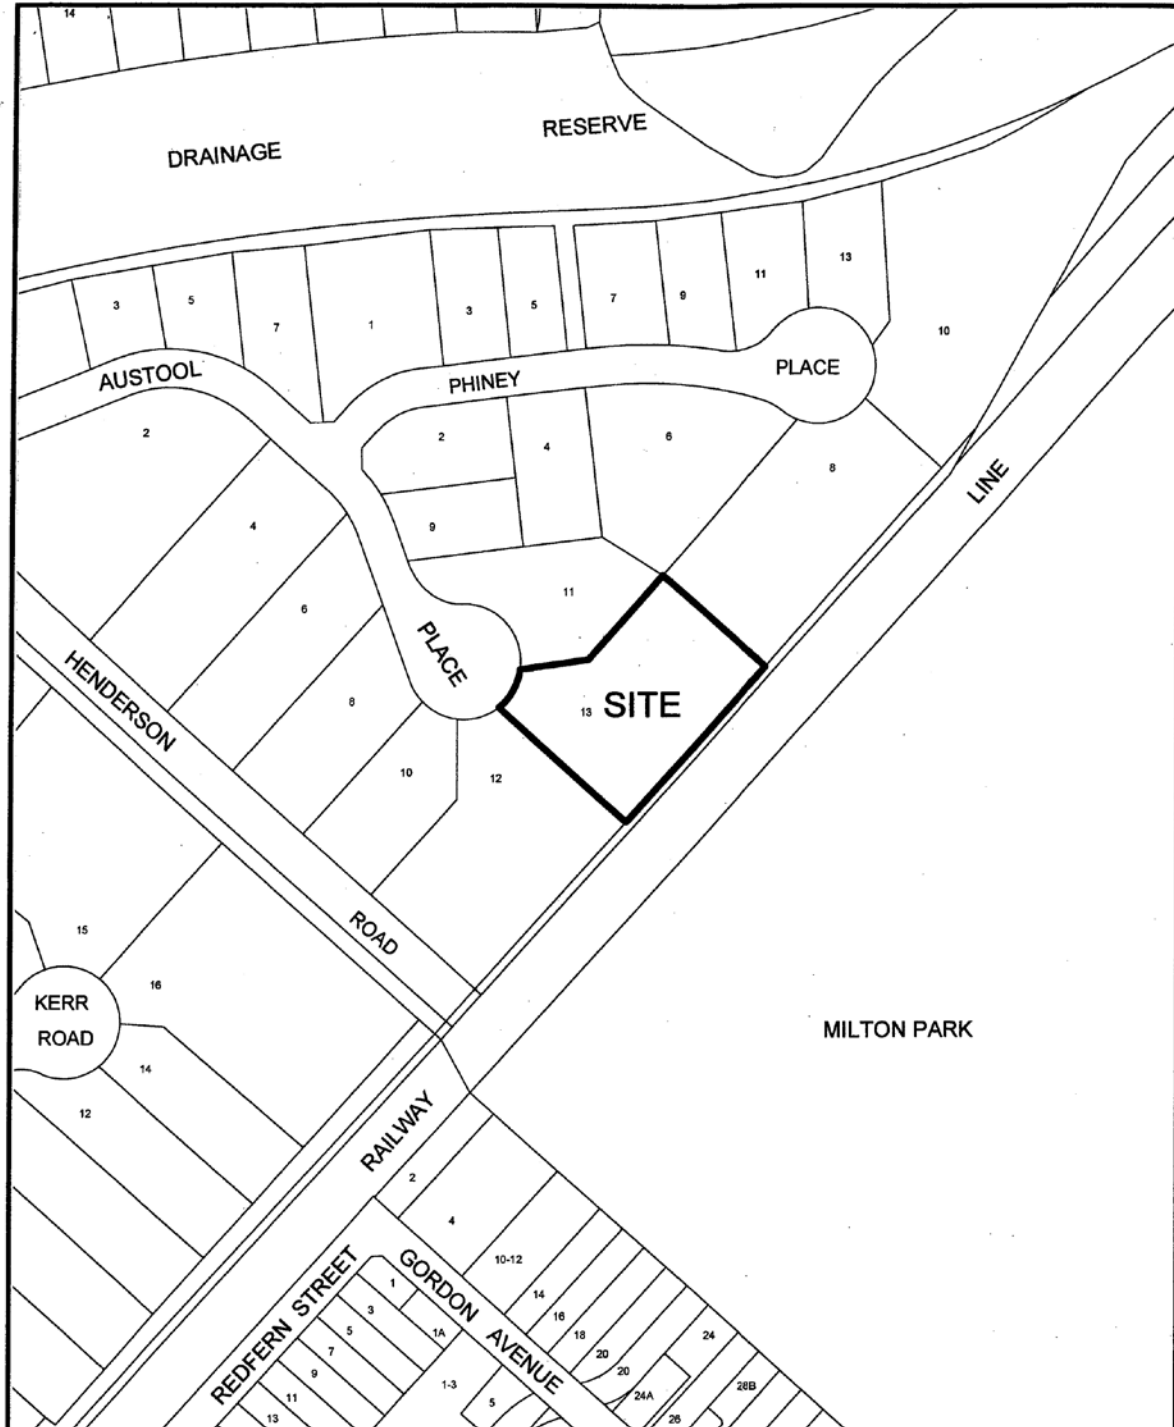 14
RESERVE
DRAINAGE
13
11
3
5
7
9
7
1
3
5
10
AUSTOOL
PHINEY
PLACE
2
2
4
6
8
LINE
4
9
11
6
PLACE
HENDERSON
8
13 SITE
10
12
ROAD
15
16
KERR
ROAD
MILTON PARK
14
12
RAILWAY
2
4
10-12
REDFERN STREET
GORDON AVENUE
1
3
1A
5
7
9
11
13
14
16
18
20
20
24
24A
1-3
5
26
28B